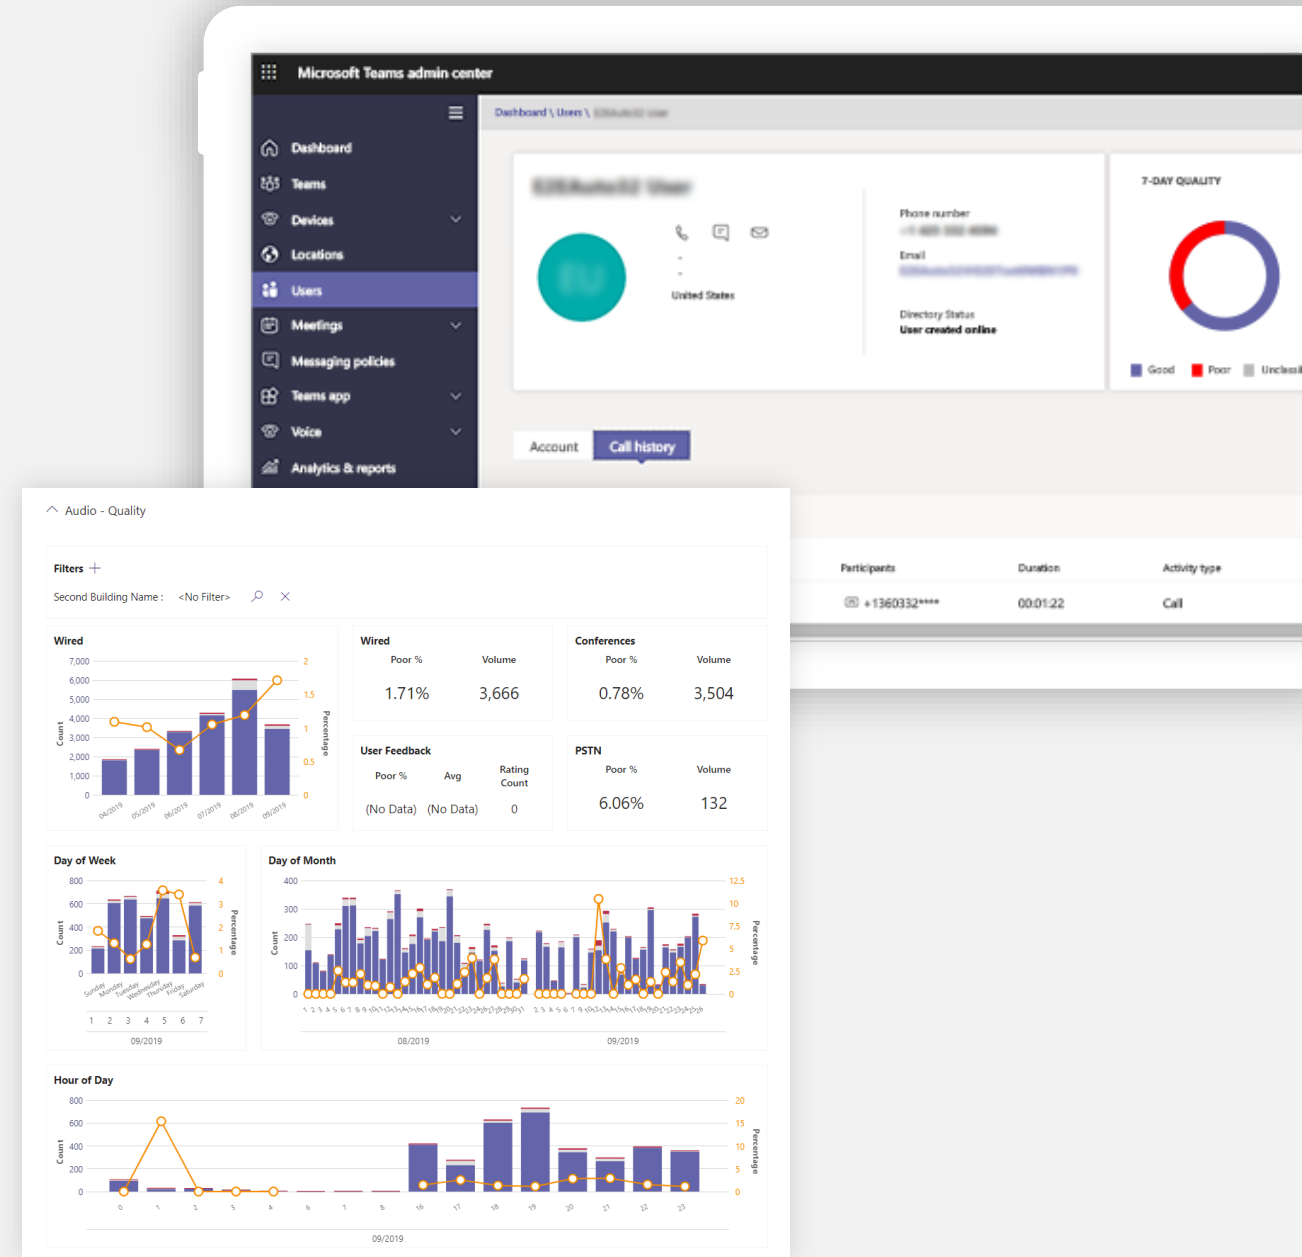 Microsoft Teams admin center
Dashboard \ Users \
Dashboard
Teams
Devices
Locations
Users
Meetings
Messaging policies
Teams app
Voice
Analytics & reports
United States
Phone number
Email
Directory Status
User created online
7-DAY QUALITY
Good Poor
Account Call history
Participants Duration Activity type
+1360332**** 00:01:22 Call
Audio - Quality
Filters +
Second Building Name : <No Filter>
Wired
7,000
6,000
5,000
4,000
3,000
2,000
1,000
0
Count
2
1.5
1
0.5
0
Percentage
04/2019 05/2019 06/2019 07/2019 08/2019 09/2019
Wired
Poor % Volume
1.71% 3,666
Conferences
Poor % Volume
0.78% 3,504
User Feedback
Poor % Avg Rating
Count
(No Data) (No Data) 0
PSTN
Poor % Volume
6.06% 132
Day of Week
800
600
400
200
0
Count
4
3
2
1
0
Percentage
Sunday Monday Tuesday Wednesday Thursday Friday Saturday
1 2 3 4 5 6 7
09/2019
Day of Month
400
300
200
100
0
Count
12.5
10
7.5
5
2.5
0
Percentage
08/2019 09/2019
Hour of Day
800
600
400
200
0
Count
20
15
10
5
0
Percentage
0 1 2 3 4 6 7 8 16 17 18 19 20 21 22 23
09/2019